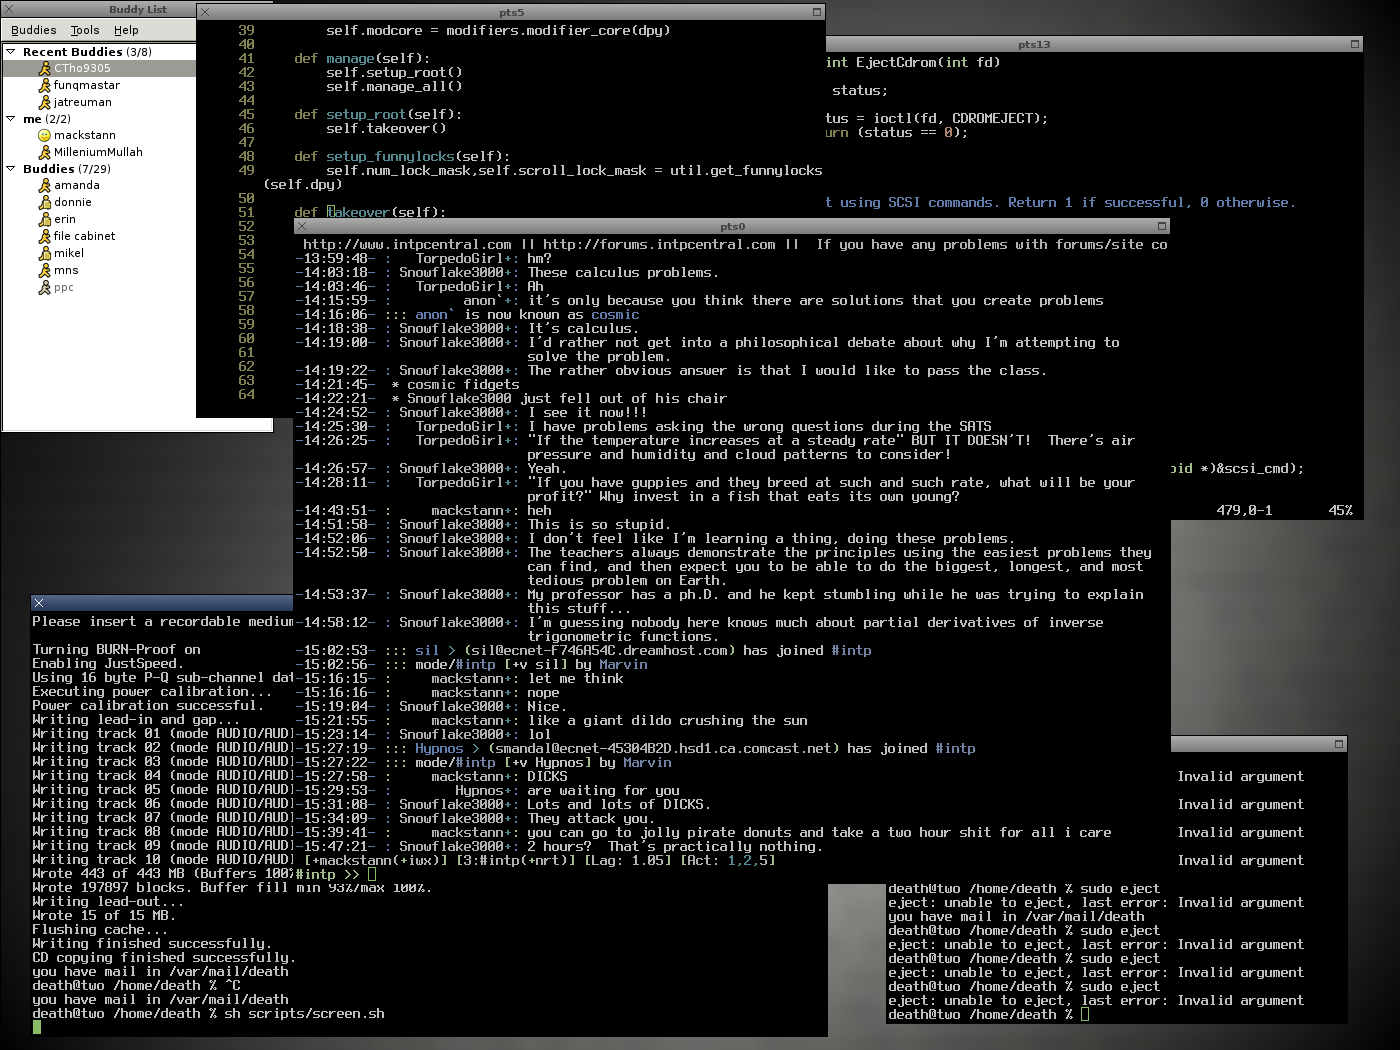 Buddy List
Buddies Tools Help
Recent Buddies (3/8)
CTho9305
funqmastar
jatreuman
me (2/2)
mackstann
MilleniumMullah
Buddies (7/29)
amanda
donnie
erin
file cabinet
mikel
mns
ppc
pts5
39 self.modcore = modifiers.modifier_core(dpy)
40
41 def manage(self):
42 self.setup_root()
43 self.manage_all()
44
45 def setup_root(self):
46 self.takeover()
47
48 def setup_funnylocks(self):
49 self.num_lock_mask,self.scroll_lock_mask = util.get_funnylocks
(self.dpy)
50
51 def takeover(self):
52
53
54
55
56
57
58
59
60
61
62
63
64
pts13
int EjectCdrom(int fd)
status;
tus = ioctl(fd, CDROMEJECT);
urn (status == 0);
t using SCSI commands. Return 1 if successful, 0 otherwise.
oid *)&scsi_cmd);
479,0-1 45%
pts0
http://www.intpcentral.com || http://forums.intpcentral.com || If you have any problems with forums/site co
-13:59:48- : TorpedoGirl+: hm?
-14:03:18- : Snowflake3000+: These calculus problems.
-14:03:46- : TorpedoGirl+: Ah
-14:15:59- : anon`+: it's only because you think there are solutions that you create problems
-14:16:06- ::: anon` is now known as cosmic
-14:18:38- : Snowflake3000+: It's calculus.
-14:19:00- : Snowflake3000+: I'd rather not get into a philosophical debate about why I'm attempting to
solve the problem.
-14:19:22- : Snowflake3000+: The rather obvious answer is that I would like to pass the class.
-14:21:45- * cosmic fidgets
-14:22:21- * Snowflake3000 just fell out of his chair
-14:24:52- : Snowflake3000+: I see it now!!!
-14:25:30- : TorpedoGirl+: I have problems asking the wrong questions during the SATS
-14:26:25- : TorpedoGirl+: "If the temperature increases at a steady rate" BUT IT DOESN'T! There's air
pressure and humidity and cloud patterns to consider!
-14:26:57- : Snowflake3000+: Yeah.
-14:28:11- : TorpedoGirl+: "If you have guppies and they breed at such and such rate, what will be your
profit?" Why invest in a fish that eats its own young?
-14:43:51- : mackstann+: heh
-14:51:58- : Snowflake3000+: This is so stupid.
-14:52:06- : Snowflake3000+: I don't feel like I'm learning a thing, doing these problems.
-14:52:50- : Snowflake3000+: The teachers always demonstrate the principles using the easiest problems they
can find, and then expect you to be able to do the biggest, longest, and most
tedious problem on Earth.
-14:53:37- : Snowflake3000+: My professor has a ph.D. and he kept stumbling while he was trying to explain
this stuff...
-14:58:12- : Snowflake3000+: I'm guessing nobody here knows much about partial derivatives of inverse
trigonometric functions.
-15:02:53- ::: sil > (sil@ecnet-F746A54C.dreamhost.com) has joined #intp
-15:02:56- ::: mode/#intp [+v sil] by Marvin
-15:16:15- : mackstann+: let me think
-15:16:16- : mackstann+: nope
-15:19:04- : Snowflake3000+: Nice.
-15:21:55- : mackstann+: like a giant dildo crushing the sun
-15:23:14- : Snowflake3000+: lol
-15:27:19- ::: Hypnos > (smandal@ecnet-45304B2D.hsd1.ca.comcast.net) has joined #intp
-15:27:22- ::: mode/#intp [+v Hypnos] by Marvin
-15:27:58- : mackstann+: DICKS
-15:29:53- : Hypnos+: are waiting for you
-15:31:08- : Snowflake3000+: Lots and lots of DICKS.
-15:34:09- : Snowflake3000+: They attack you.
-15:39:41- : mackstann+: you can go to jolly pirate donuts and take a two hour shit for all i care
-15:47:21- : Snowflake3000+: 2 hours? That's practically nothing.
[+mackstann(+iwx)] [3:#intp(+nrt)] [Lag: 1.05] [Act: 1,2,5]
#intp >>
Please insert a recordable medium
Turning BURN-Proof on
Enabling JustSpeed.
Using 16 byte P-Q sub-channel dat
Executing power calibration...
Power calibration successful.
Writing lead-in and gap...
Writing track 01 (mode AUDIO/AUDI
Writing track 02 (mode AUDIO/AUDI
Writing track 03 (mode AUDIO/AUDI
Writing track 04 (mode AUDIO/AUDI
Writing track 05 (mode AUDIO/AUDI
Writing track 06 (mode AUDIO/AUDI
Writing track 07 (mode AUDIO/AUDI
Writing track 08 (mode AUDIO/AUDI
Writing track 09 (mode AUDIO/AUDI
Writing track 10 (mode AUDIO/AUDI
Wrote 443 of 443 MB (Buffers 100%
Wrote 197897 blocks. Buffer fill min 93%/max 100%.
Writing lead-out...
Wrote 15 of 15 MB.
Flushing cache...
Writing finished successfully.
CD copying finished successfully.
you have mail in /var/mail/death
death@two /home/death % ^C
you have mail in /var/mail/death
death@two /home/death % sh scripts/screen.sh
Invalid argument
Invalid argument
Invalid argument
Invalid argument
death@two /home/death % sudo eject
eject: unable to eject, last error: Invalid argument
you have mail in /var/mail/death
death@two /home/death % sudo eject
eject: unable to eject, last error: Invalid argument
death@two /home/death % sudo eject
eject: unable to eject, last error: Invalid argument
death@two /home/death % sudo eject
eject: unable to eject, last error: Invalid argument
death@two /home/death %